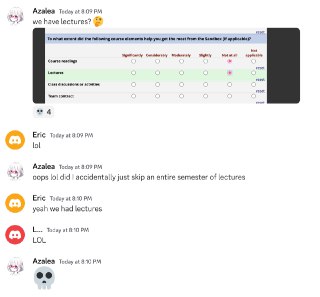 Azalea Today at 8:09 PM
we have lectures?
reset
To what extent did the following course elements help you get the most from the Sandbox (if applicable)?
Significantly Considerably Moderately Slightly Not at all Not applicable
Course readings
reset
Lectures
reset
Class discussions or activities
reset
Team contract
reset
4
Eric Today at 8:09 PM
lol
Azalea Today at 8:09 PM
oops lol did I accidentally just skip an entire semester of lectures
Eric Today at 8:10 PM
yeah we had lectures
L... Today at 8:10 PM
LOL
Azalea Today at 8:10 PM